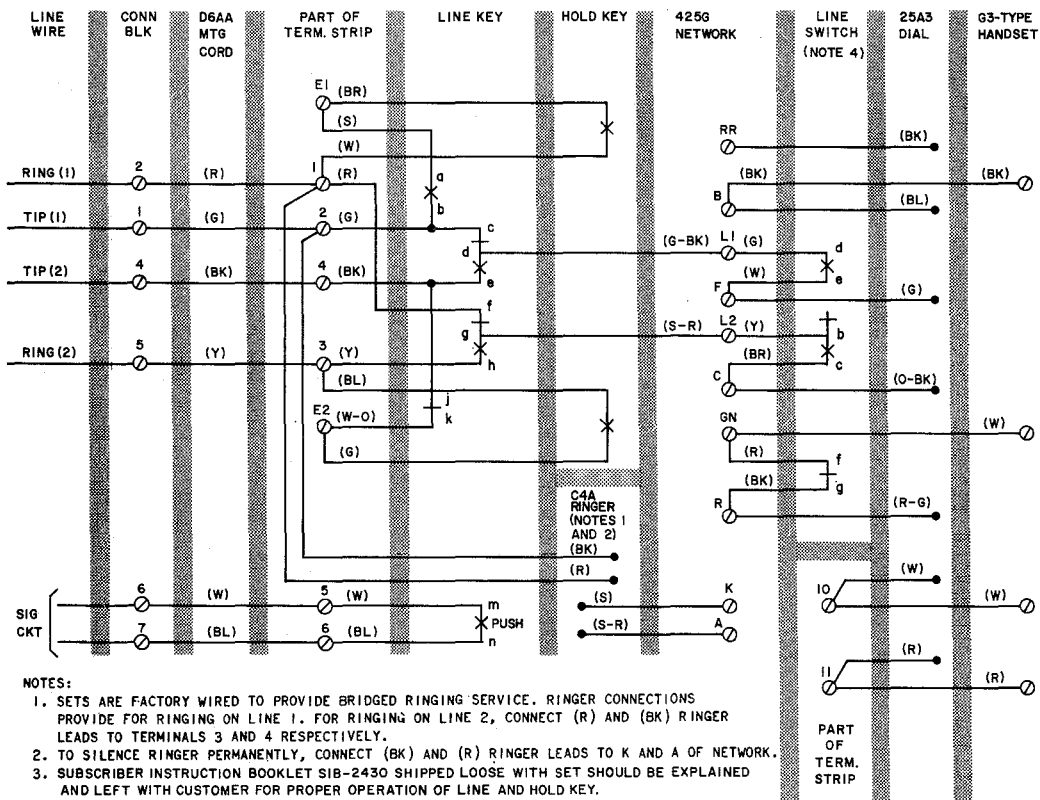 LINE WIRE
CONN BLK
D6AA MTG CORD
PART OF TERM. STRIP
LINE KEY
HOLD KEY
425G NETWORK
LINE SWITCH (NOTE 4)
25A3 DIAL
G3-TYPE HANDSET
E1 (BR)
(S)
RR (BK)
(W)
RING (1) 2 (R) 1 (R)
a
(BK) (BK)
b
B (BL)
TIP (1) 1 (G) 2 (G) c
(G-BK) L1 (G) d
d
TIP (2) 4 (BK) 4 (BK) e
(W) e
F (G)
f
(S-R) L2 (Y) b
g
RING (2) 5 (Y) 3 (Y) h
(BR) c
(BL)
C (O-BK)
j
E2 (W-O) k
GN (W)
(G)
(R) f
(BK) g
R (R-G)
C4A RINGER
(NOTES 1 AND 2)
(BK)
(R)
SIG CKT
6 (W) 5 (W) m
PUSH
7 (BL) 6 (BL) n
(S) K
(S-R) A
(W)
10 (W)
(R)
11 (R)
PART OF TERM. STRIP
NOTES:
1. SETS ARE FACTORY WIRED TO PROVIDE BRIDGED RINGING SERVICE. RINGER CONNECTIONS
PROVIDE FOR RINGING ON LINE 1. FOR RINGING ON LINE 2, CONNECT (R) AND (BK) RINGER
LEADS TO TERMINALS 3 AND 4 RESPECTIVELY.
2. TO SILENCE RINGER PERMANENTLY, CONNECT (BK) AND (R) RINGER LEADS TO K AND A OF NETWORK.
3. SUBSCRIBER INSTRUCTION BOOKLET SIB-2430 SHIPPED LOOSE WITH SET SHOULD BE EXPLAINED
AND LEFT WITH CUSTOMER FOR PROPER OPERATION OF LINE AND HOLD KEY.